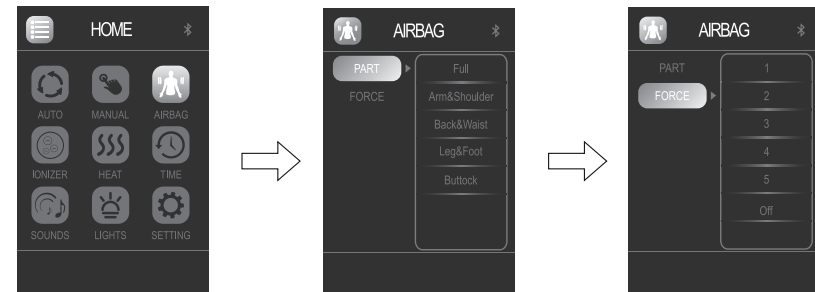 HOME
AUTO MANUAL AIRBAG
IONIZER HEAT TIME
SOUNDS LIGHTS SETTING
AIRBAG
PART Full
FORCE Arm&Shoulder
Back&Waist
Leg&Foot
Buttock
AIRBAG
PART 1
FORCE 2
3
4
5
Off